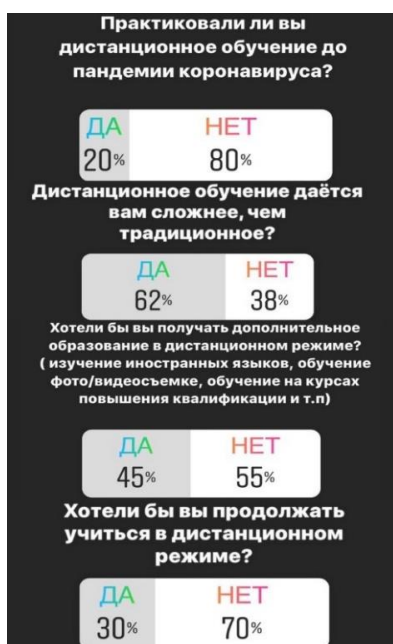 Практиковали ли вы
дистанционное обучение до
пандемии коронавируса?
ДА НЕТ
20% 80%
Дистанционное обучение даётся
вам сложнее, чем
традиционное?
ДА НЕТ
62% 38%
Хотели бы вы получать дополнительное
образование в дистанционном режиме?
( изучение иностранных языков, обучение
фото/видеосъемке, обучение на курсах
повышения квалификации и т.п)
ДА НЕТ
45% 55%
Хотели бы вы продолжать
учиться в дистанционном
режиме?
ДА НЕТ
30% 70%